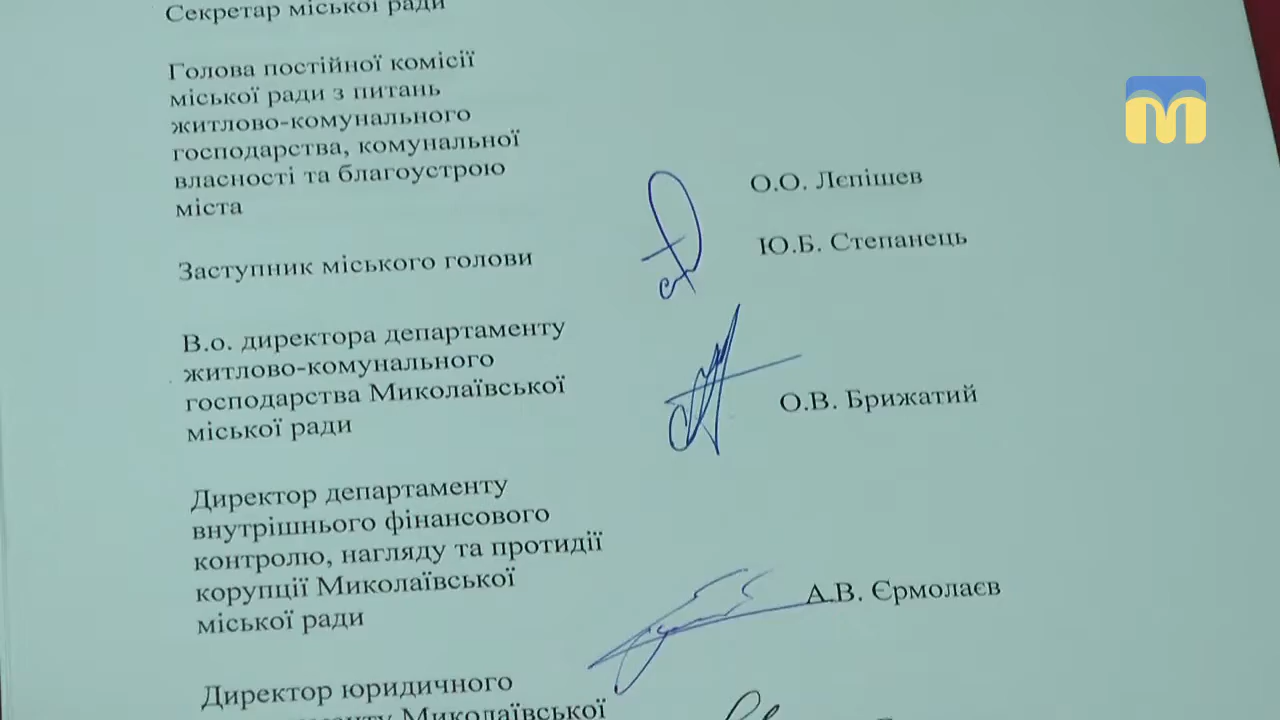 Секретар міської ради
Голова постійної комісії
міської ради з питань
житлово-комунального
господарства, комунальної
власності та благоустрою
міста
О.О. Лєпішев
Заступник міського голови
Ю.Б. Степанець
В.о. директора департаменту
житлово-комунального
господарства Миколаївської
міської ради
О.В. Брижатий
Директор департаменту
внутрішнього фінансового
контролю, нагляду та протидії
корупції Миколаївської
міської ради
А.В. Єрмолаєв
Директор юридичного
Миколаївської